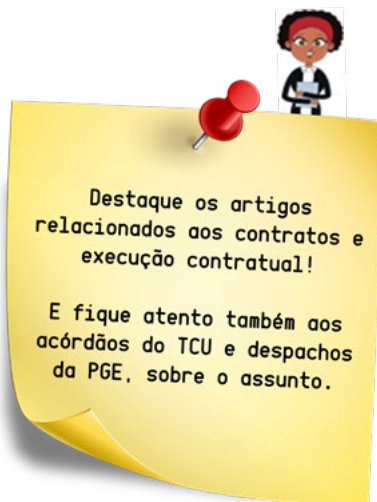 Destaque os artigos
relacionados aos contratos e
execução contratual!
E fique atento também aos
acórdãos do TCU e despachos
da PGE, sobre o assunto.